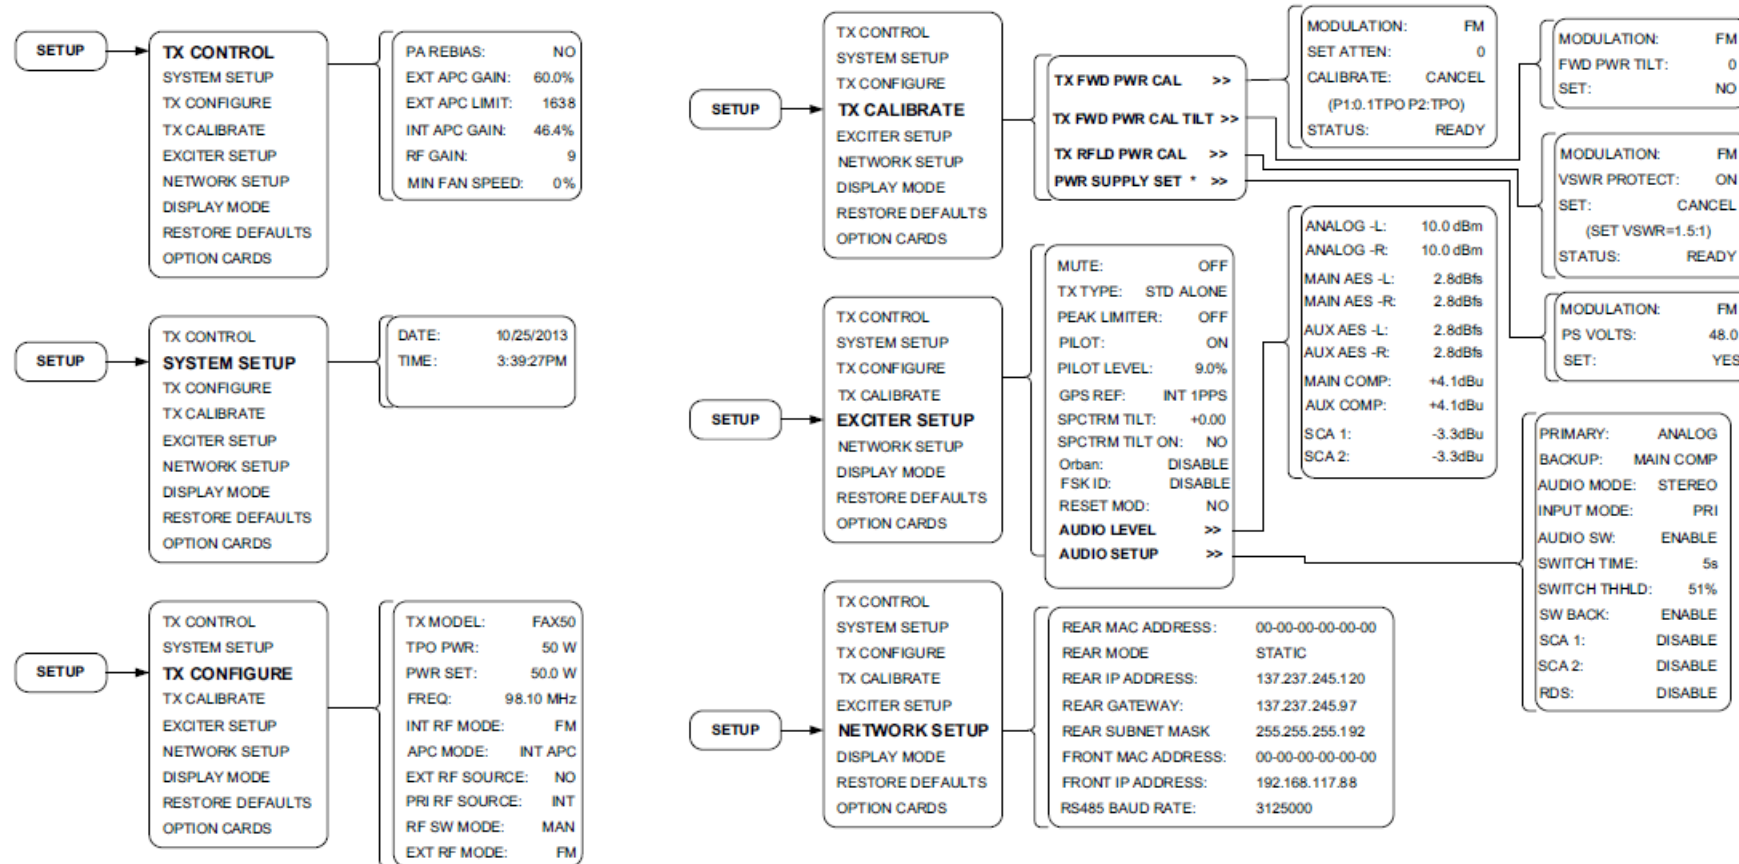 SETUP
TX CONTROL
SYSTEM SETUP
TX CONFIGURE
TX CALIBRATE
EXCITER SETUP
NETWORK SETUP
DISPLAY MODE
RESTORE DEFAULTS
OPTION CARDS
PA REBIAS: NO
EXT APC GAIN: 60.0%
EXT APC LIMIT: 1638
INT APC GAIN: 46.4%
RF GAIN: 9
MIN FAN SPEED: 0%
SETUP
TX CONTROL
SYSTEM SETUP
TX CONFIGURE
TX CALIBRATE
EXCITER SETUP
NETWORK SETUP
DISPLAY MODE
RESTORE DEFAULTS
OPTION CARDS
DATE: 10/25/2013
TIME: 3:39:27PM
SETUP
TX CONTROL
SYSTEM SETUP
TX CONFIGURE
TX CALIBRATE
EXCITER SETUP
NETWORK SETUP
DISPLAY MODE
RESTORE DEFAULTS
OPTION CARDS
TX MODEL: FAX50
TPO PWR: 50 W
PWR SET: 50.0 W
FREQ: 98.10 MHz
INT RF MODE: FM
APC MODE: INT APC
EXT RF SOURCE: NO
PRI RF SOURCE: INT
RF SW MODE: MAN
EXT RF MODE: FM
SETUP
TX CONTROL
SYSTEM SETUP
TX CONFIGURE
TX CALIBRATE
EXCITER SETUP
NETWORK SETUP
DISPLAY MODE
RESTORE DEFAULTS
OPTION CARDS
TX FWD PWR CAL >>
TX FWD PWR CAL TILT >>
TX RFLD PWR CAL >>
PWR SUPPLY SET * >>
MODULATION: FM
SET ATTEN: 0
CALIBRATE: CANCEL
(P1:0.1TPO P2:TPO)
STATUS: READY
MODULATION: FM
FWD PWR TILT: 0
SET: NO
MODULATION: FM
VSWR PROTECT: ON
SET: CANCEL
(SET VSWR=1.5:1)
STATUS: READY
MODULATION: FM
PS VOLTS: 48.0
SET: YES
SETUP
TX CONTROL
SYSTEM SETUP
TX CONFIGURE
TX CALIBRATE
EXCITER SETUP
NETWORK SETUP
DISPLAY MODE
RESTORE DEFAULTS
OPTION CARDS
MUTE: OFF
TX TYPE: STD ALONE
PEAK LIMITER: OFF
PILOT: ON
PILOT LEVEL: 9.0%
GPS REF: INT 1PPS
SPCTRM TILT: +0.00
SPCTRM TILT ON: NO
Orban: DISABLE
FSK ID: DISABLE
RESET MOD: NO
AUDIO LEVEL >>
AUDIO SETUP >>
ANALOG -L: 10.0 dBm
ANALOG -R: 10.0 dBm
MAIN AES -L: 2.8dBfs
MAIN AES -R: 2.8dBfs
AUX AES -L: 2.8dBfs
AUX AES -R: 2.8dBfs
MAIN COMP: +4.1dBu
AUX COMP: +4.1dBu
SCA 1: -3.3dBu
SCA 2: -3.3dBu
PRIMARY: ANALOG
BACKUP: MAIN COMP
AUDIO MODE: STEREO
INPUT MODE: PRI
AUDIO SW: ENABLE
SWITCH TIME: 5s
SWITCH THHLD: 51%
SW BACK: ENABLE
SCA 1: DISABLE
SCA 2: DISABLE
RDS: DISABLE
SETUP
TX CONTROL
SYSTEM SETUP
TX CONFIGURE
TX CALIBRATE
EXCITER SETUP
NETWORK SETUP
DISPLAY MODE
RESTORE DEFAULTS
OPTION CARDS
REAR MAC ADDRESS: 00-00-00-00-00-00
REAR MODE STATIC
REAR IP ADDRESS: 137.237.245.120
REAR GATEWAY: 137.237.245.97
REAR SUBNET MASK 255.255.255.192
FRONT MAC ADDRESS: 00-00-00-00-00-00
FRONT IP ADDRESS: 192.168.117.88
RS485 BAUD RATE: 3125000